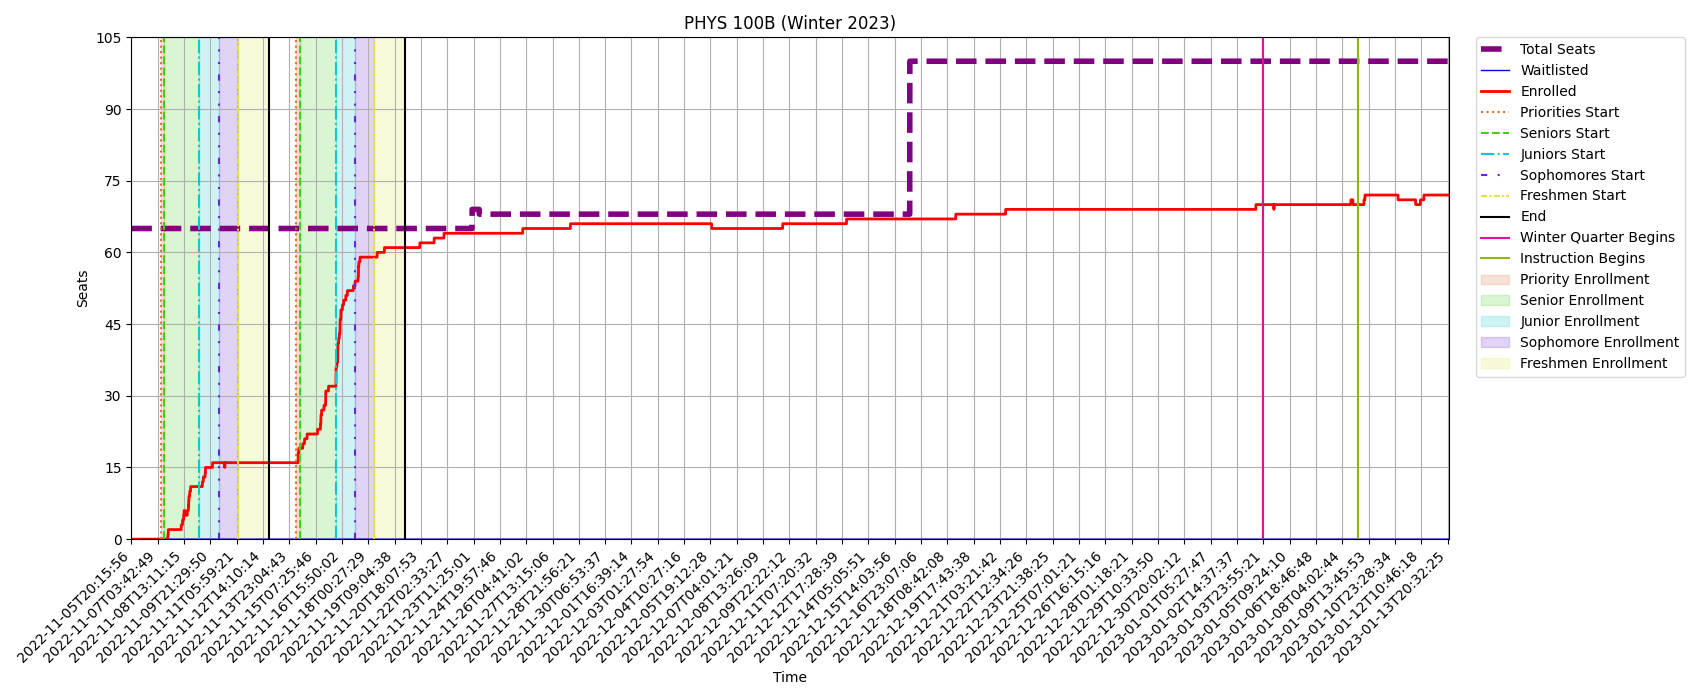 PHYS 100B (Winter 2023)
105
90
75
60
45
30
15
0
Seats
2022-11-05T20:15:56
2022-11-07T03:42:49
2022-11-08T13:11:15
2022-11-09T21:29:50
2022-11-11T05:59:21
2022-11-12T14:10:14
2022-11-13T23:04:43
2022-11-15T07:25:46
2022-11-16T15:50:02
2022-11-18T00:27:29
2022-11-19T09:04:38
2022-11-20T18:07:53
2022-11-22T02:33:27
2022-11-23T11:25:01
2022-11-24T19:57:46
2022-11-26T04:41:02
2022-11-27T13:15:06
2022-11-28T21:56:21
2022-11-30T06:53:37
2022-12-01T16:39:14
2022-12-03T01:27:54
2022-12-04T10:27:16
2022-12-05T19:12:28
2022-12-07T04:01:21
2022-12-08T13:26:09
2022-12-09T22:22:12
2022-12-11T07:20:32
2022-12-12T17:28:39
2022-12-14T05:05:51
2022-12-15T14:03:56
2022-12-16T23:07:06
2022-12-18T08:42:08
2022-12-19T17:43:38
2022-12-21T03:21:42
2022-12-22T12:34:26
2022-12-23T21:38:25
2022-12-25T07:01:21
2022-12-26T16:15:16
2022-12-28T01:18:21
2022-12-29T10:33:50
2022-12-30T20:02:12
2023-01-01T05:27:47
2023-01-02T14:37:37
2023-01-03T23:55:21
2023-01-05T09:24:10
2023-01-06T18:46:48
2023-01-08T04:02:44
2023-01-09T13:45:53
2023-01-10T23:28:34
2023-01-12T10:46:18
2023-01-13T20:32:25
Time
Total Seats
Waitlisted
Enrolled
Priorities Start
Seniors Start
Juniors Start
Sophomores Start
Freshmen Start
End
Winter Quarter Begins
Instruction Begins
Priority Enrollment
Senior Enrollment
Junior Enrollment
Sophomore Enrollment
Freshmen Enrollment